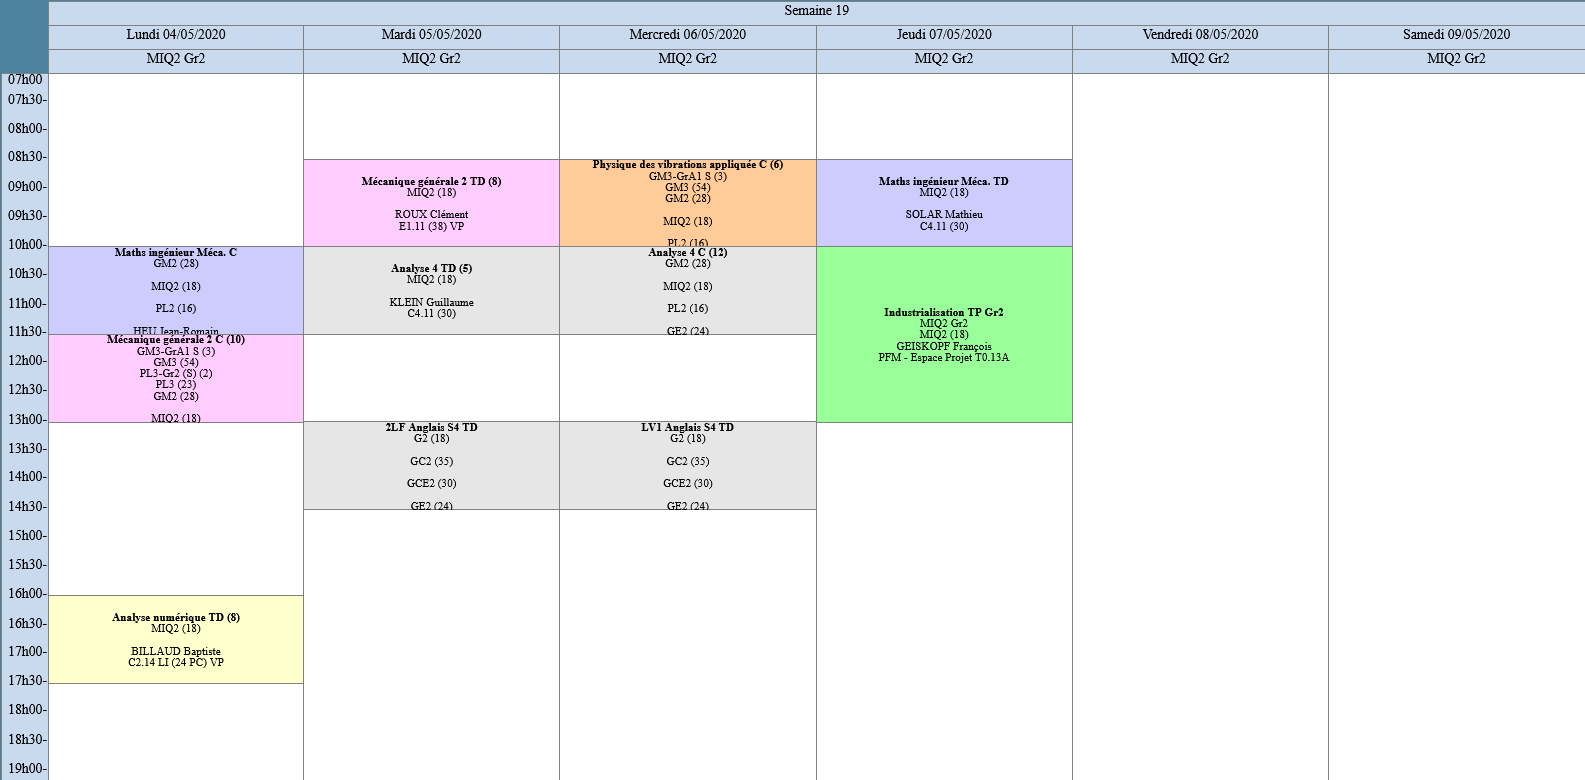 Semaine 19
Lundi 04/05/2020
Mardi 05/05/2020
Mercredi 06/05/2020
Jeudi 07/05/2020
Vendredi 08/05/2020
Samedi 09/05/2020
MIQ2 Gr2
MIQ2 Gr2
MIQ2 Gr2
MIQ2 Gr2
MIQ2 Gr2
MIQ2 Gr2
07h00
07h30-
08h00-
08h30-
09h00-
09h30-
10h00-
10h30-
11h00-
11h30-
12h00-
12h30-
13h00-
13h30-
14h00-
14h30-
15h00-
15h30-
16h00-
16h30-
17h00-
17h30-
18h00-
18h30-
19h00-
Maths ingénieur Méca. C
GM2 (28)
MIQ2 (18)
PL2 (16)
HEU Jean-Romain
Mécanique générale 2 C (10)
GM3-GrA1 S (3)
GM3 (54)
PL3-Gr2 (S) (2)
PL3 (23)
GM2 (28)
MIQ2 (18)
Analyse numérique TD (8)
MIQ2 (18)
BILLAUD Baptiste
C2.14 LI (24 PC) VP
Mécanique générale 2 TD (8)
MIQ2 (18)
ROUX Clément
E1.11 (38) VP
Analyse 4 TD (5)
MIQ2 (18)
KLEIN Guillaume
C4.11 (30)
2LF Anglais S4 TD
G2 (18)
GC2 (35)
GCE2 (30)
GE2 (24)
Physique des vibrations appliquée C (6)
GM3-GrA1 S (3)
GM3 (54)
GM2 (28)
MIQ2 (18)
PL2 (16)
Analyse 4 C (12)
GM2 (28)
MIQ2 (18)
PL2 (16)
GE2 (24)
LV1 Anglais S4 TD
G2 (18)
GC2 (35)
GCE2 (30)
GE2 (24)
Maths ingénieur Méca. TD
MIQ2 (18)
SOLAR Mathieu
C4.11 (30)
Industrialisation TP Gr2
MIQ2 Gr2
MIQ2 (18)
GEISKOPF François
PFM - Espace Projet T0.13A